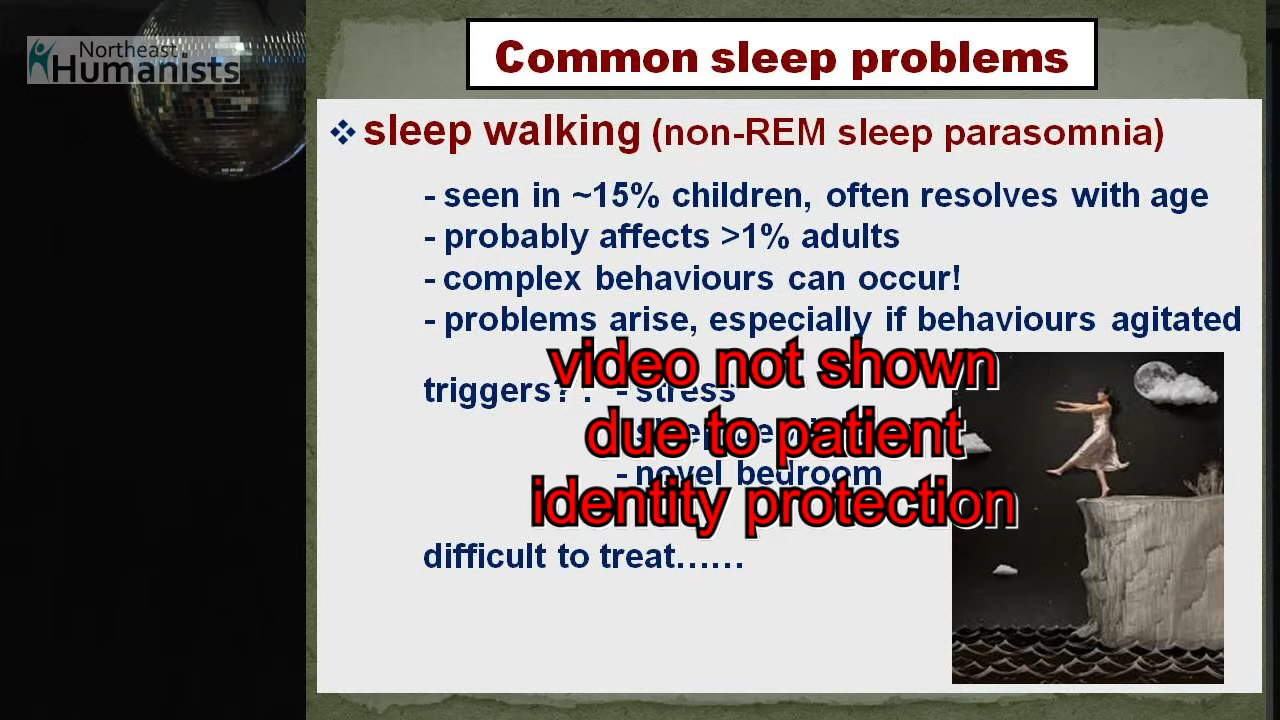 Northeast
Humanists
Common sleep problems
sleep walking (non-REM sleep parasomnia)
- seen in ~15% children, often resolves with age
- probably affects >1% adults
- complex behaviours can occur!
- problems arise, especially if behaviours agitated
video not shown
triggers? : - stress
due to patient
- novel bedroom
identity protection
difficult to treat……